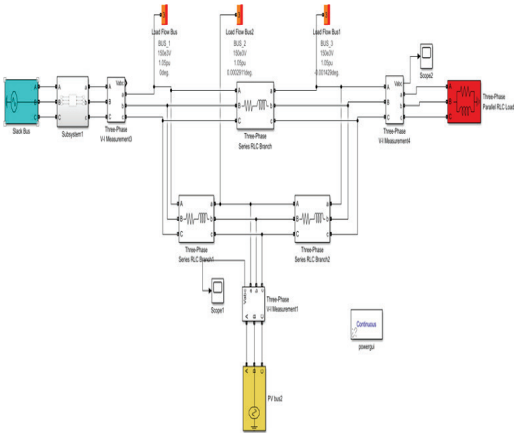 Load Flow Bus
BUS_1
150e3V
1.05pu
0deg.
Load Flow Bus2
BUS_2
150e3V
1.05pu
Load Flow Bus1
BUS_3
150e3V
1.05pu
Scope2
Vabc
A
B
C
a
b
c
Slack Bus
Subsystem1
Three-Phase
V-I Measurement3
Three-Phase
Series RLC Branch
Three-Phase
V-I Measurement4
Three-Phase
Parallel RLC Load
Three-Phase
Series RLC Branch1
Three-Phase
Series RLC Branch2
Scope1
Three-Phase
V-I Measurement1
Continuous
powergui
PV bus2